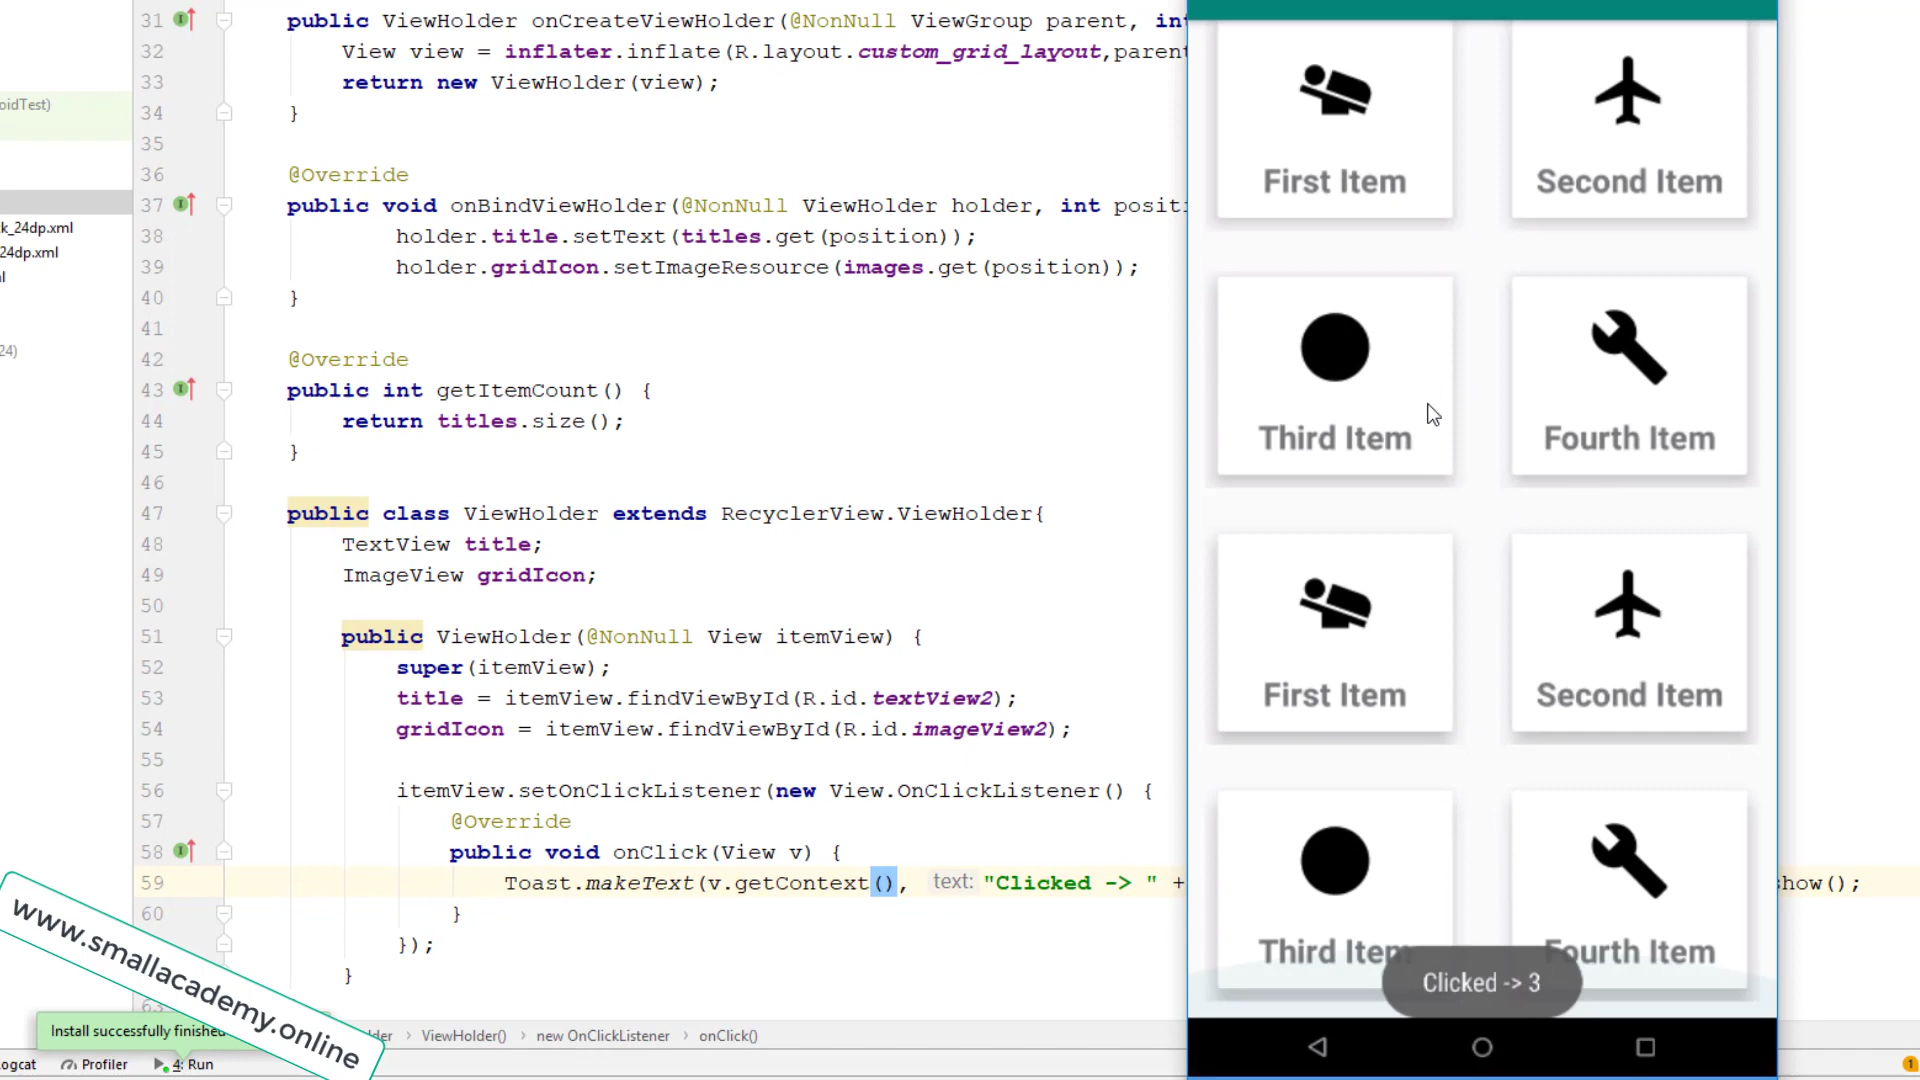 oidTest)
k_24dp.xml
24dp.xml
24)
31 public ViewHolder onCreateViewHolder(@NonNull ViewGroup parent, int
32 View view = inflater.inflate(R.layout.custom_grid_layout,parent
33 return new ViewHolder(view);
34 }
35
36 @Override
37 public void onBindViewHolder(@NonNull ViewHolder holder, int positi
38 holder.title.setText(titles.get(position));
39 holder.gridIcon.setImageResource(images.get(position));
40 }
41
42 @Override
43 public int getItemCount() {
44 return titles.size();
45 }
46
47 public class ViewHolder extends RecyclerView.ViewHolder{
48 TextView title;
49 ImageView gridIcon;
50
51 public ViewHolder(@NonNull View itemView) {
52 super(itemView);
53 title = itemView.findViewById(R.id.textView2);
54 gridIcon = itemView.findViewById(R.id.imageView2);
55
56 itemView.setOnClickListener(new View.OnClickListener() {
57 @Override
58 public void onClick(View v) {
59 Toast.makeText(v.getContext(), text: "Clicked -> " + show();
60 }
});
}
First Item Second Item
Third Item Fourth Item
First Item Second Item
Third Item Fourth Item
Clicked -> 3
www.smallacademy.online
Install successfully finished
lder > ViewHolder() > new OnClickListener > onClick()
ogcat Profiler 4: Run
1